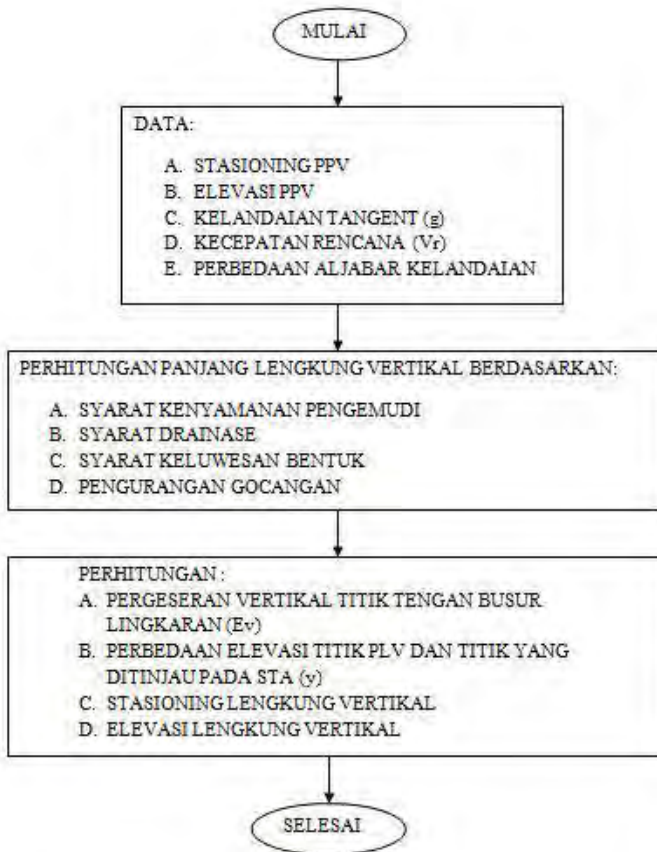 MULAI
DATA:
A. STASIONING PPV
B. ELEVASI PPV
C. KELANDAIAN TANGENT (g)
D. KECEPATAN RENCANA (Vr)
E. PERBEDAAN ALJABAR KELANDAIAN
PERHITUNGAN PANJANG LENGKUNG VERTIKAL BERDASARKAN:
A. SYARAT KENYAMANAN PENGEMUDI
B. SYARAT DRAINASE
C. SYARAT KELUWESAN BENTUK
D. PENGURANGAN GOCANGAN
PERHITUNGAN :
A. PERGESERAN VERTIKAL TITIK TENGAN BUSUR
LINGKARAN (Ev)
B. PERBEDAAN ELEVASI TITIK PLV DAN TITIK YANG
DITINJAU PADA STA (y)
C. STASIONING LENGKUNG VERTIKAL
D. ELEVASI LENGKUNG VERTIKAL
SELESAI